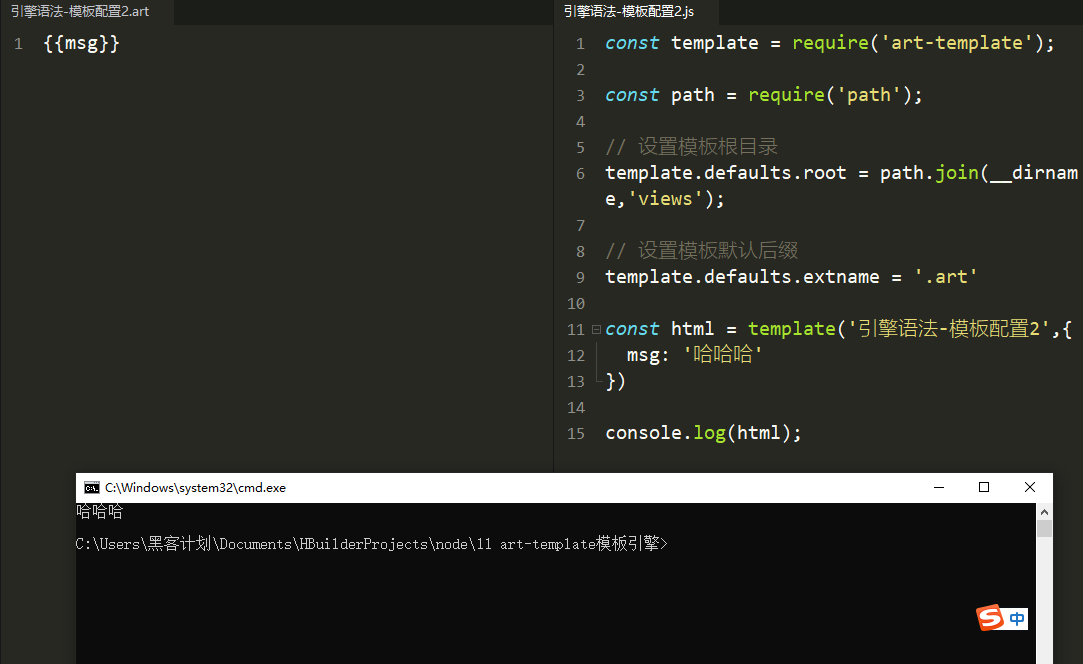 引擎语法-模板配置2.art
1 {{msg}}
引擎语法-模板配置2.js
1 const template = require('art-template');
2
3 const path = require('path');
4
5 // 设置模板根目录
6 template.defaults.root = path.join(__dirnam
e,'views');
7
8 // 设置模板默认后缀
9 template.defaults.extname = '.art'
10
11 const html = template('引擎语法-模板配置2',{
12 msg: '哈哈哈'
13 })
14
15 console.log(html);
C:\Windows\system32\cmd.exe
哈哈哈
C:\Users\黑客计划\Documents\HBuilderProjects\node\11 art-template模板引擎>
S 中